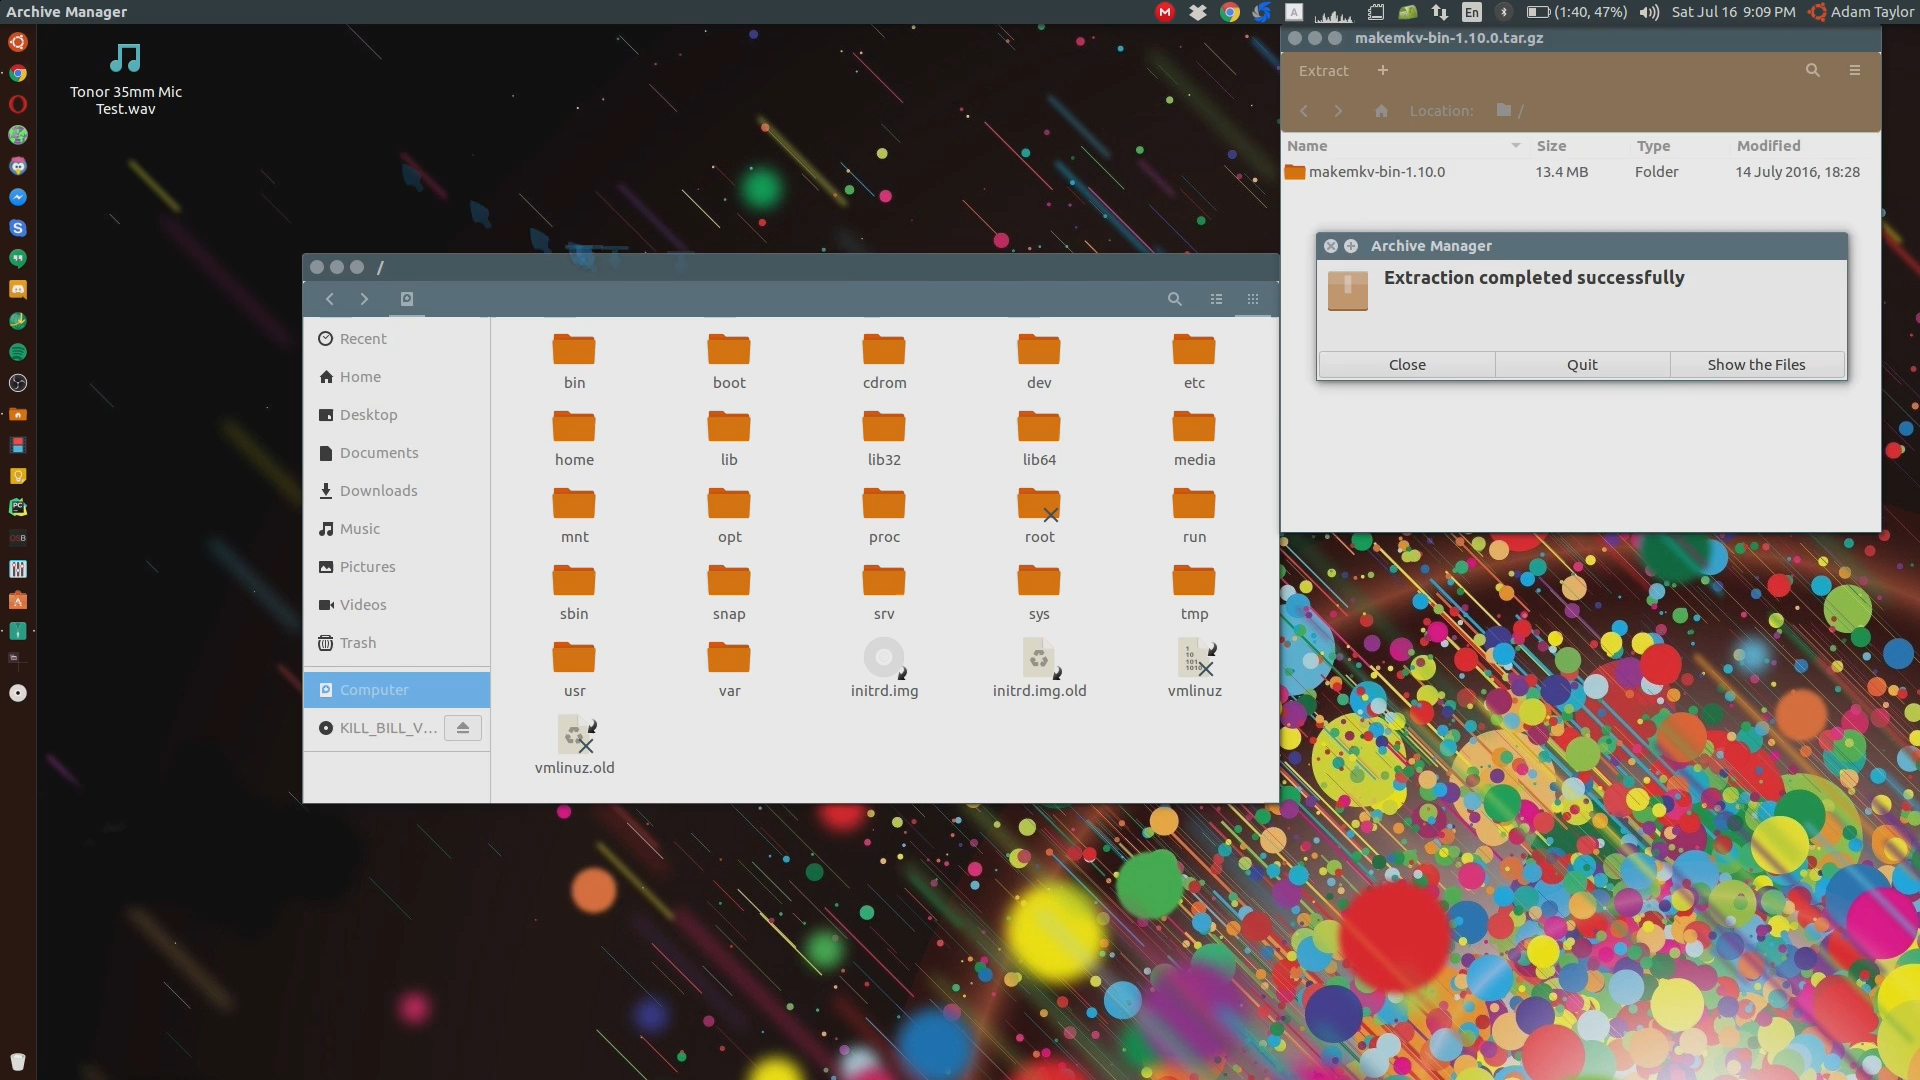 Archive Manager
En
(1:40, 47%)
Sat Jul 16 9:09 PM
Adam Taylor
Tonor 35mm Mic
Test.wav
makemkv-bin-1.10.0.tar.gz
Extract
Location:
/
Name Size Type Modified
makemkv-bin-1.10.0 13.4 MB Folder 14 July 2016, 18:28
Archive Manager
Extraction completed successfully
Close Quit Show the Files
/
Recent
Home
Desktop
Documents
Downloads
Music
Pictures
Videos
Trash
Computer
KILL_BILL_V...
bin boot cdrom dev etc
home lib lib32 lib64 media
mnt opt proc root run
sbin snap srv sys tmp
usr var initrd.img initrd.img.old vmlinuz
vmlinuz.old